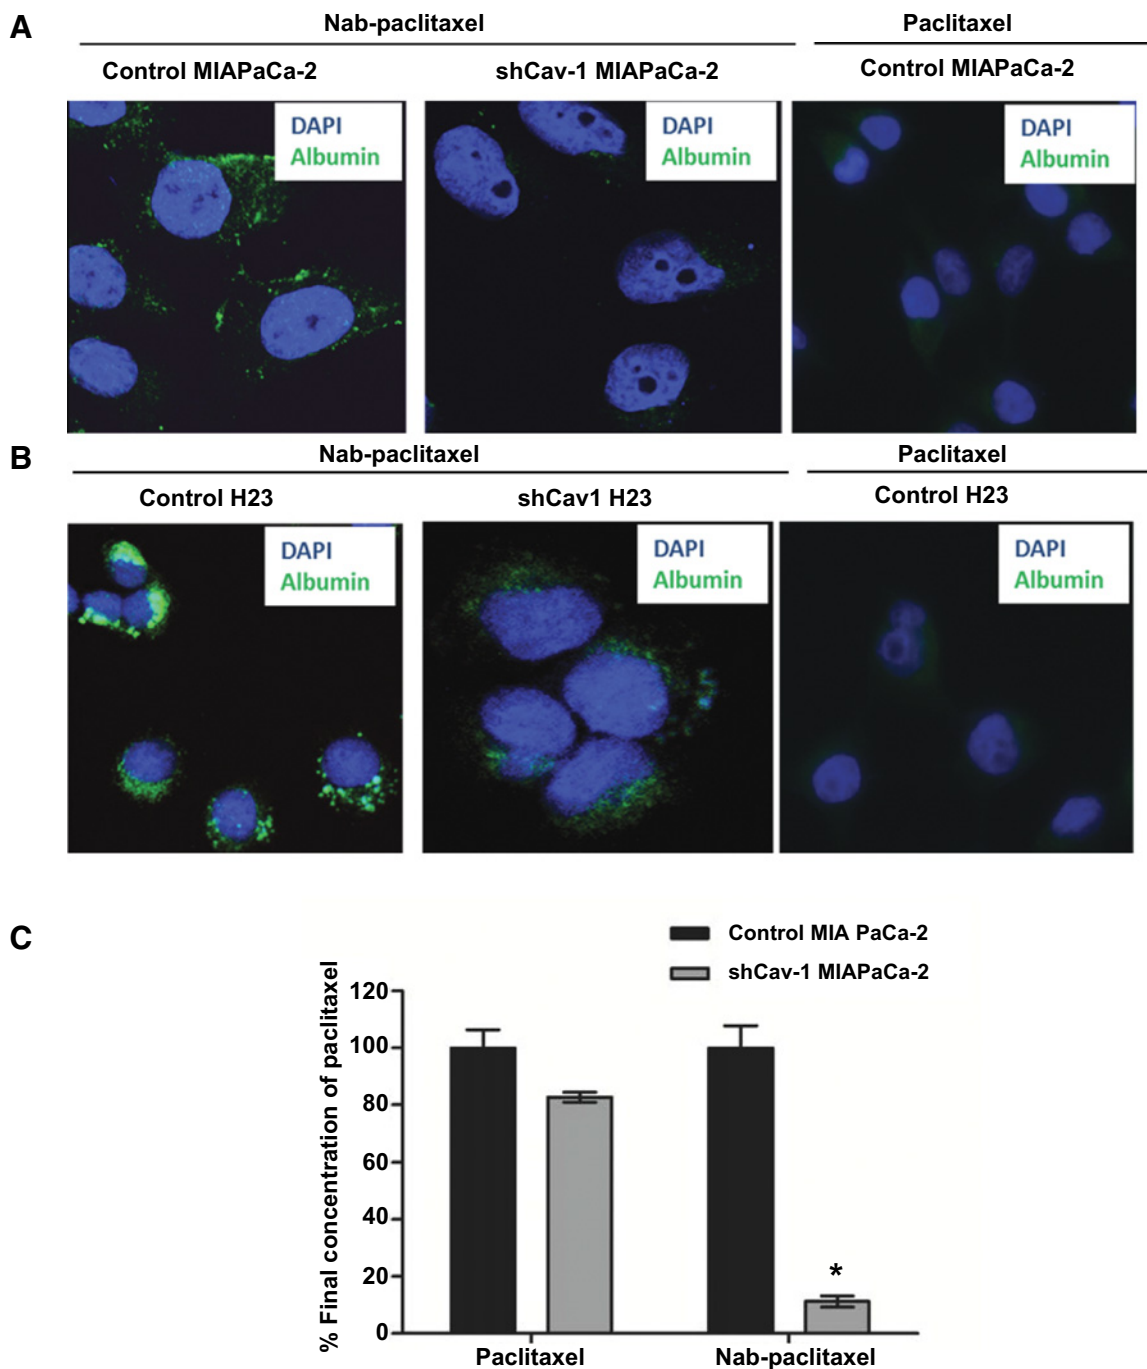 A
Nab-paclitaxel
Paclitaxel
Control MIAPaCa-2
shCav-1 MIAPaCa-2
Control MIAPaCa-2
DAPI
Albumin
DAPI
Albumin
DAPI
Albumin
B
Nab-paclitaxel
Paclitaxel
Control H23
shCav1 H23
Control H23
DAPI
Albumin
DAPI
Albumin
DAPI
Albumin
C
Control MIA PaCa-2
shCav-1 MIAPaCa-2
% Final concentration of paclitaxel
120
100
80
60
40
20
0
*
Paclitaxel
Nab-paclitaxel